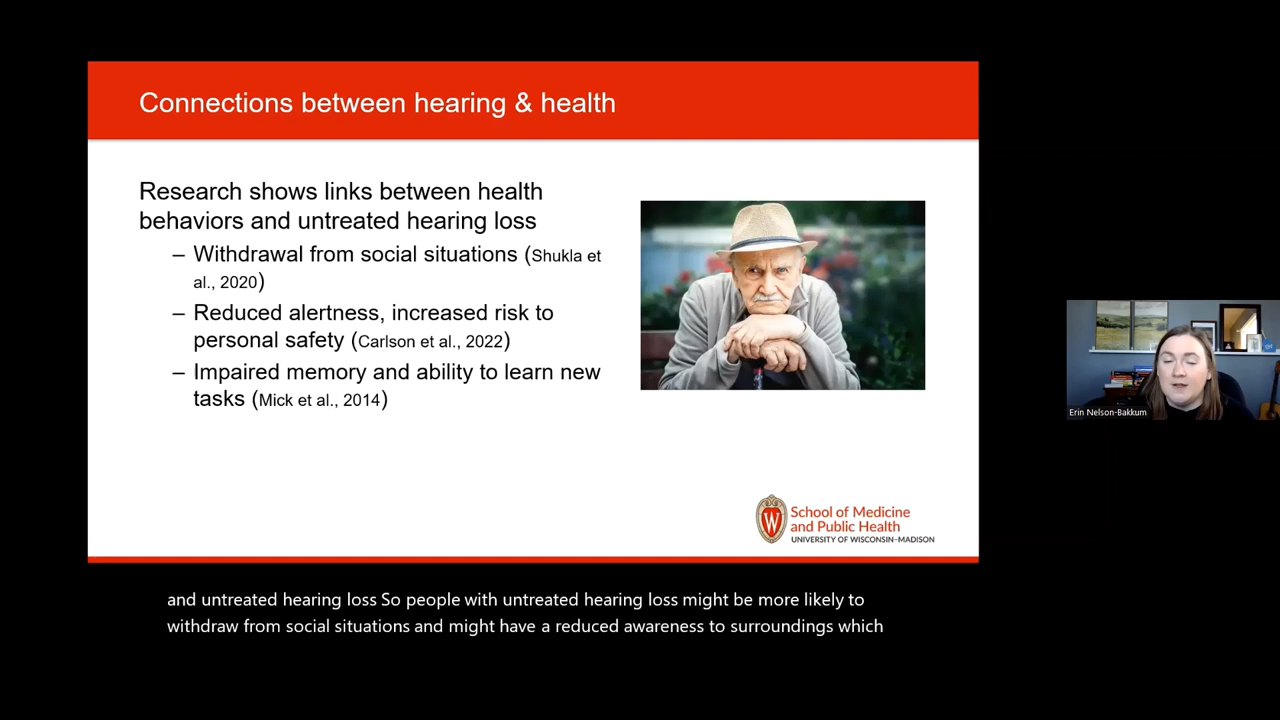 Connections between hearing & health
Research shows links between health
behaviors and untreated hearing loss
– Withdrawal from social situations (Shukla et
al., 2020)
– Reduced alertness, increased risk to
personal safety (Carlson et al., 2022)
– Impaired memory and ability to learn new
tasks (Mick et al., 2014)
W
School of Medicine
and Public Health
UNIVERSITY OF WISCONSIN–MADISON
Erin Nelson-Bakkum
and untreated hearing loss So people with untreated hearing loss might be more likely to
withdraw from social situations and might have a reduced awareness to surroundings which